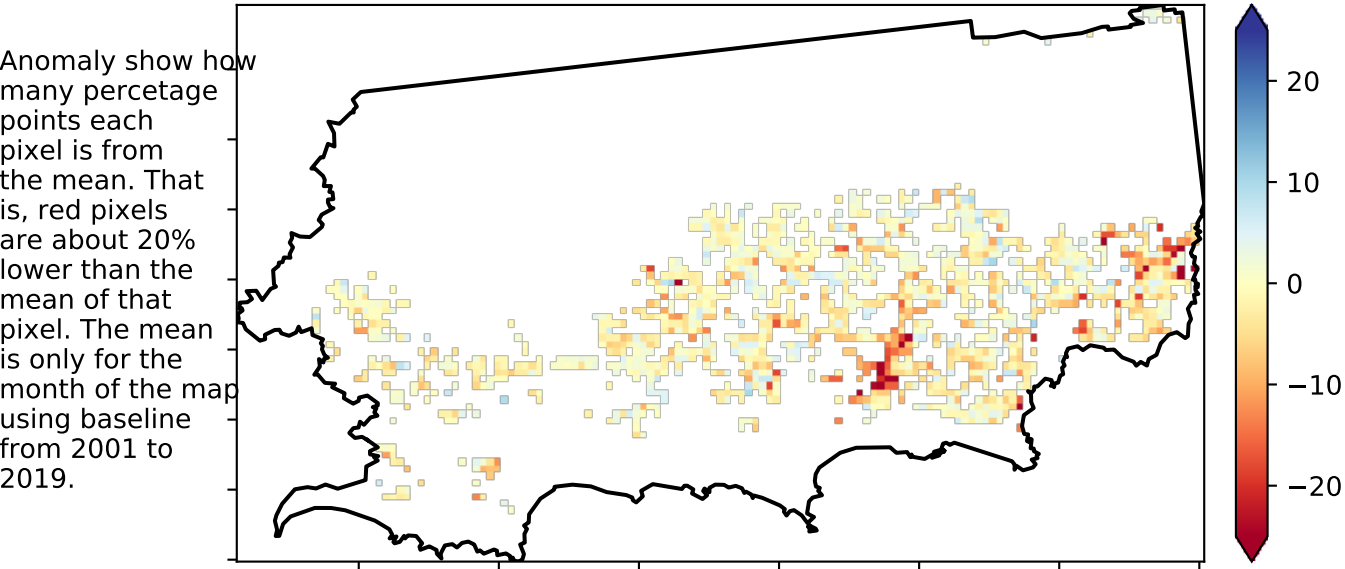 Anomaly show how
many percetage
points each
pixel is from
the mean. That
is, red pixels
are about 20%
lower than the
mean of that
pixel. The mean
is only for the
month of the map
using baseline
from 2001 to
2019.
20
10
0
−10
−20